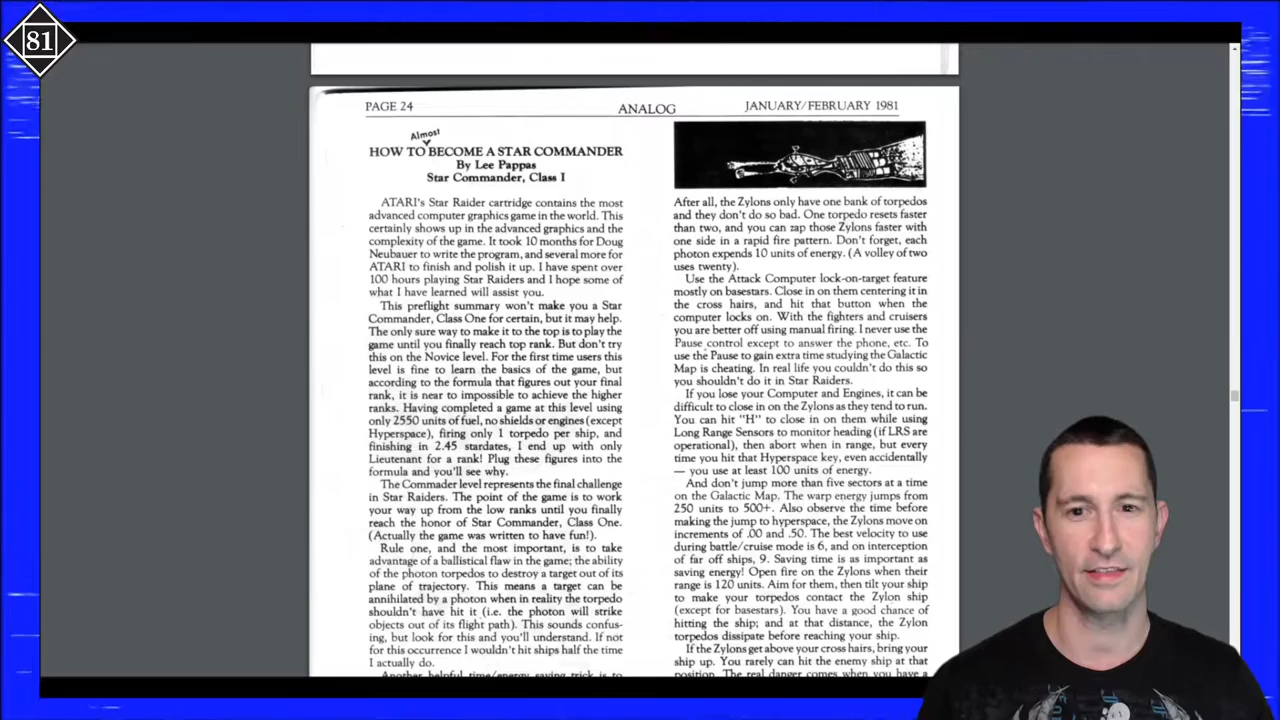 81
PAGE 24
ANALOG
JANUARY/FEBRUARY 1981
Almost
HOW TO BECOME A STAR COMMANDER
By Lee Pappas
Star Commander, Class I
ATARI's Star Raider cartridge contains the most
advanced computer graphics game in the world. This
certainly shows up in the advanced graphics and the
complexity of the game. It took 10 months for Doug
Neubauer to write the program, and several more for
ATARI to finish and polish it up. I have spent over
100 hours playing Star Raiders and I hope some of
what I have learned will assist you.
This preflight summary won't make you a Star
Commander, Class One for certain, but it may help.
The only sure way to make it to the top is to play the
game until you finally reach top rank. But don't try
this on the Novice level. For the first time users this
level is fine to learn the basics of the game, but
according to the formula that figures out your final
rank, it is near to impossible to achieve the higher
ranks. Having completed a game at this level using
only 2550 units of fuel, no shields or engines (except
Hyperspace), firing only 1 torpedo per ship, and
finishing in 2.45 stardates, I end up with only
Lieutenant for a rank! Plug these figures into the
formula and you'll see why.
The Commader level represents the final challenge
in Star Raiders. The point of the game is to work
your way up from the low ranks until you finally
reach the honor of Star Commander, Class One.
(Actually the game was written to have fun!).
Rule one, and the most important, is to take
advantage of a ballistical flaw in the game; the ability
of the photon torpedos to destroy a target out of its
plane of trajectory. This means a target can be
annihilated by a photon when in reality the torpedo
shouldn't have hit it (i.e. the photon will strike
objects out of its flight path). This sounds confus-
ing, but look for this and you'll understand. If not
for this occurrence I wouldn't hit ships half the time
I actually do.
Another helpful time/energy saving trick is to
After all, the Zylons only have one bank of torpedos
and they don't do so bad. One torpedo resets faster
than two, and you can zap those Zylons faster with
one side in a rapid fire pattern. Don't forget, each
photon expends 10 units of energy. (A volley of two
uses twenty).
Use the Attack Computer lock-on-target feature
mostly on basestars. Close in on them centering it in
the cross hairs, and hit that button when the
computer locks on. With the fighters and cruisers
you are better off using manual firing. I never use the
Pause control except to answer the phone, etc. To
use the Pause to gain extra time studying the Galactic
Map is cheating. In real life you couldn't do this so
you shouldn't do it in Star Raiders.
If you lose your Computer and Engines, it can be
difficult to close in on the Zylons as they tend to run.
You can hit "H" to close in on them while using
Long Range Sensors to monitor heading (if LRS are
operational), then abort when in range, but every
time you hit that Hyperspace key, even accidentally
— you use at least 100 units of energy.
And don't jump more than five sectors at a time
on the Galactic Map. The warp energy jumps from
250 units to 500+. Also observe the time before
making the jump to hyperspace, the Zylons move on
increments of .00 and .50. The best velocity to use
during battle/cruise mode is 6, and on interception
of far off ships, 9. Saving time is as important as
saving energy! Open fire on the Zylons when their
range is 120 units. Aim for them, then tilt your ship
to make your torpedos contact the Zylon ship
(except for basestars). You have a good chance of
hitting the ship; and at that distance, the Zylon
torpedos dissipate before reaching your ship.
If the Zylons get above your cross hairs, bring your
ship up. You rarely can hit the enemy ship at that
position. The real danger comes when you have a